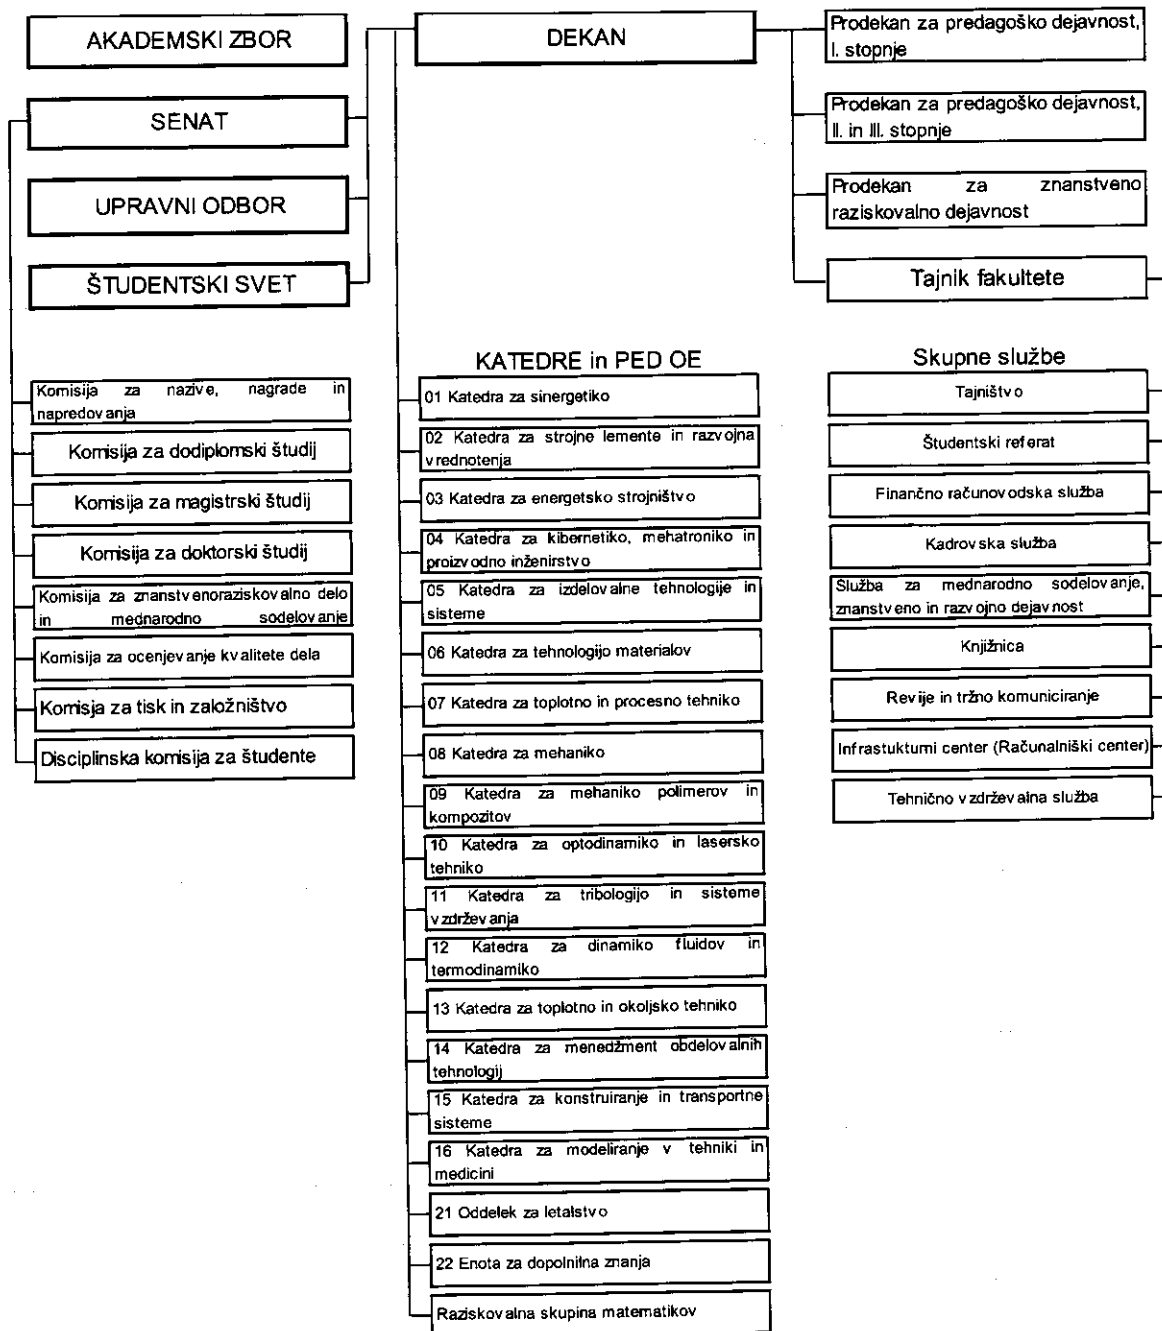 AKADEMSKI ZBOR
SENAT
UPRAVNI ODBOR
ŠTUDENTSKI SVET
Komisija za nazive, nagrade in
napredovanja
Komisija za dodiplomski študij
Komisija za magistrski študij
Komisija za doktorski študij
Komisija za znanstvenoraziskovalno delo
in mednarodno sodelovanje
Komisija za ocenjevanje kvalitete dela
Komisja za tisk in založništvo
Disciplinska komisija za študente
DEKAN
KATEDRE in PED OE
01 Katedra za sinergetiko
02 Katedra za strojne lemente in razvojna
vrednotenja
03 Katedra za energetsko strojništvo
04 Katedra za kibernetiko, mehatroniko in
proizvodno inženirstvo
05 Katedra za izdelovalne tehnologije in
sisteme
06 Katedra za tehnologijo materialov
07 Katedra za toplotno in procesno tehniko
08 Katedra za mehaniko
09 Katedra za mehaniko polimerov in
kompozitov
10 Katedra za optodinamiko in lasersko
tehniko
11 Katedra za tribologijo in sisteme
vzdrževanja
12 Katedra za dinamiko fluidov in
termodinamiko
13 Katedra za toplotno in okoljsko tehniko
14 Katedra za menedžment obdelovalnih
tehnologij
15 Katedra za konstruiranje in transportne
sisteme
16 Katedra za modeliranje v tehniki in
medicini
21 Oddelek za letalstvo
22 Enota za dopolnilna znanja
Raziskovalna skupina matematikov
Prodekan za predagoško dejavnost,
I. stopnje
Prodekan za predagoško dejavnost,
II. in III. stopnje
Prodekan za znanstveno
raziskovalno dejavnost
Tajnik fakultete
Skupne službe
Tajništvo
Študentski referat
Finančno računovodska služba
Kadrovska služba
Služba za mednarodno sodelovanje,
znanstveno in razvojno dejavnost
Knjižnica
Revije in tržno komuniciranje
Infrastukturni center (Računalniški center)
Tehnično vzdrževalna služba